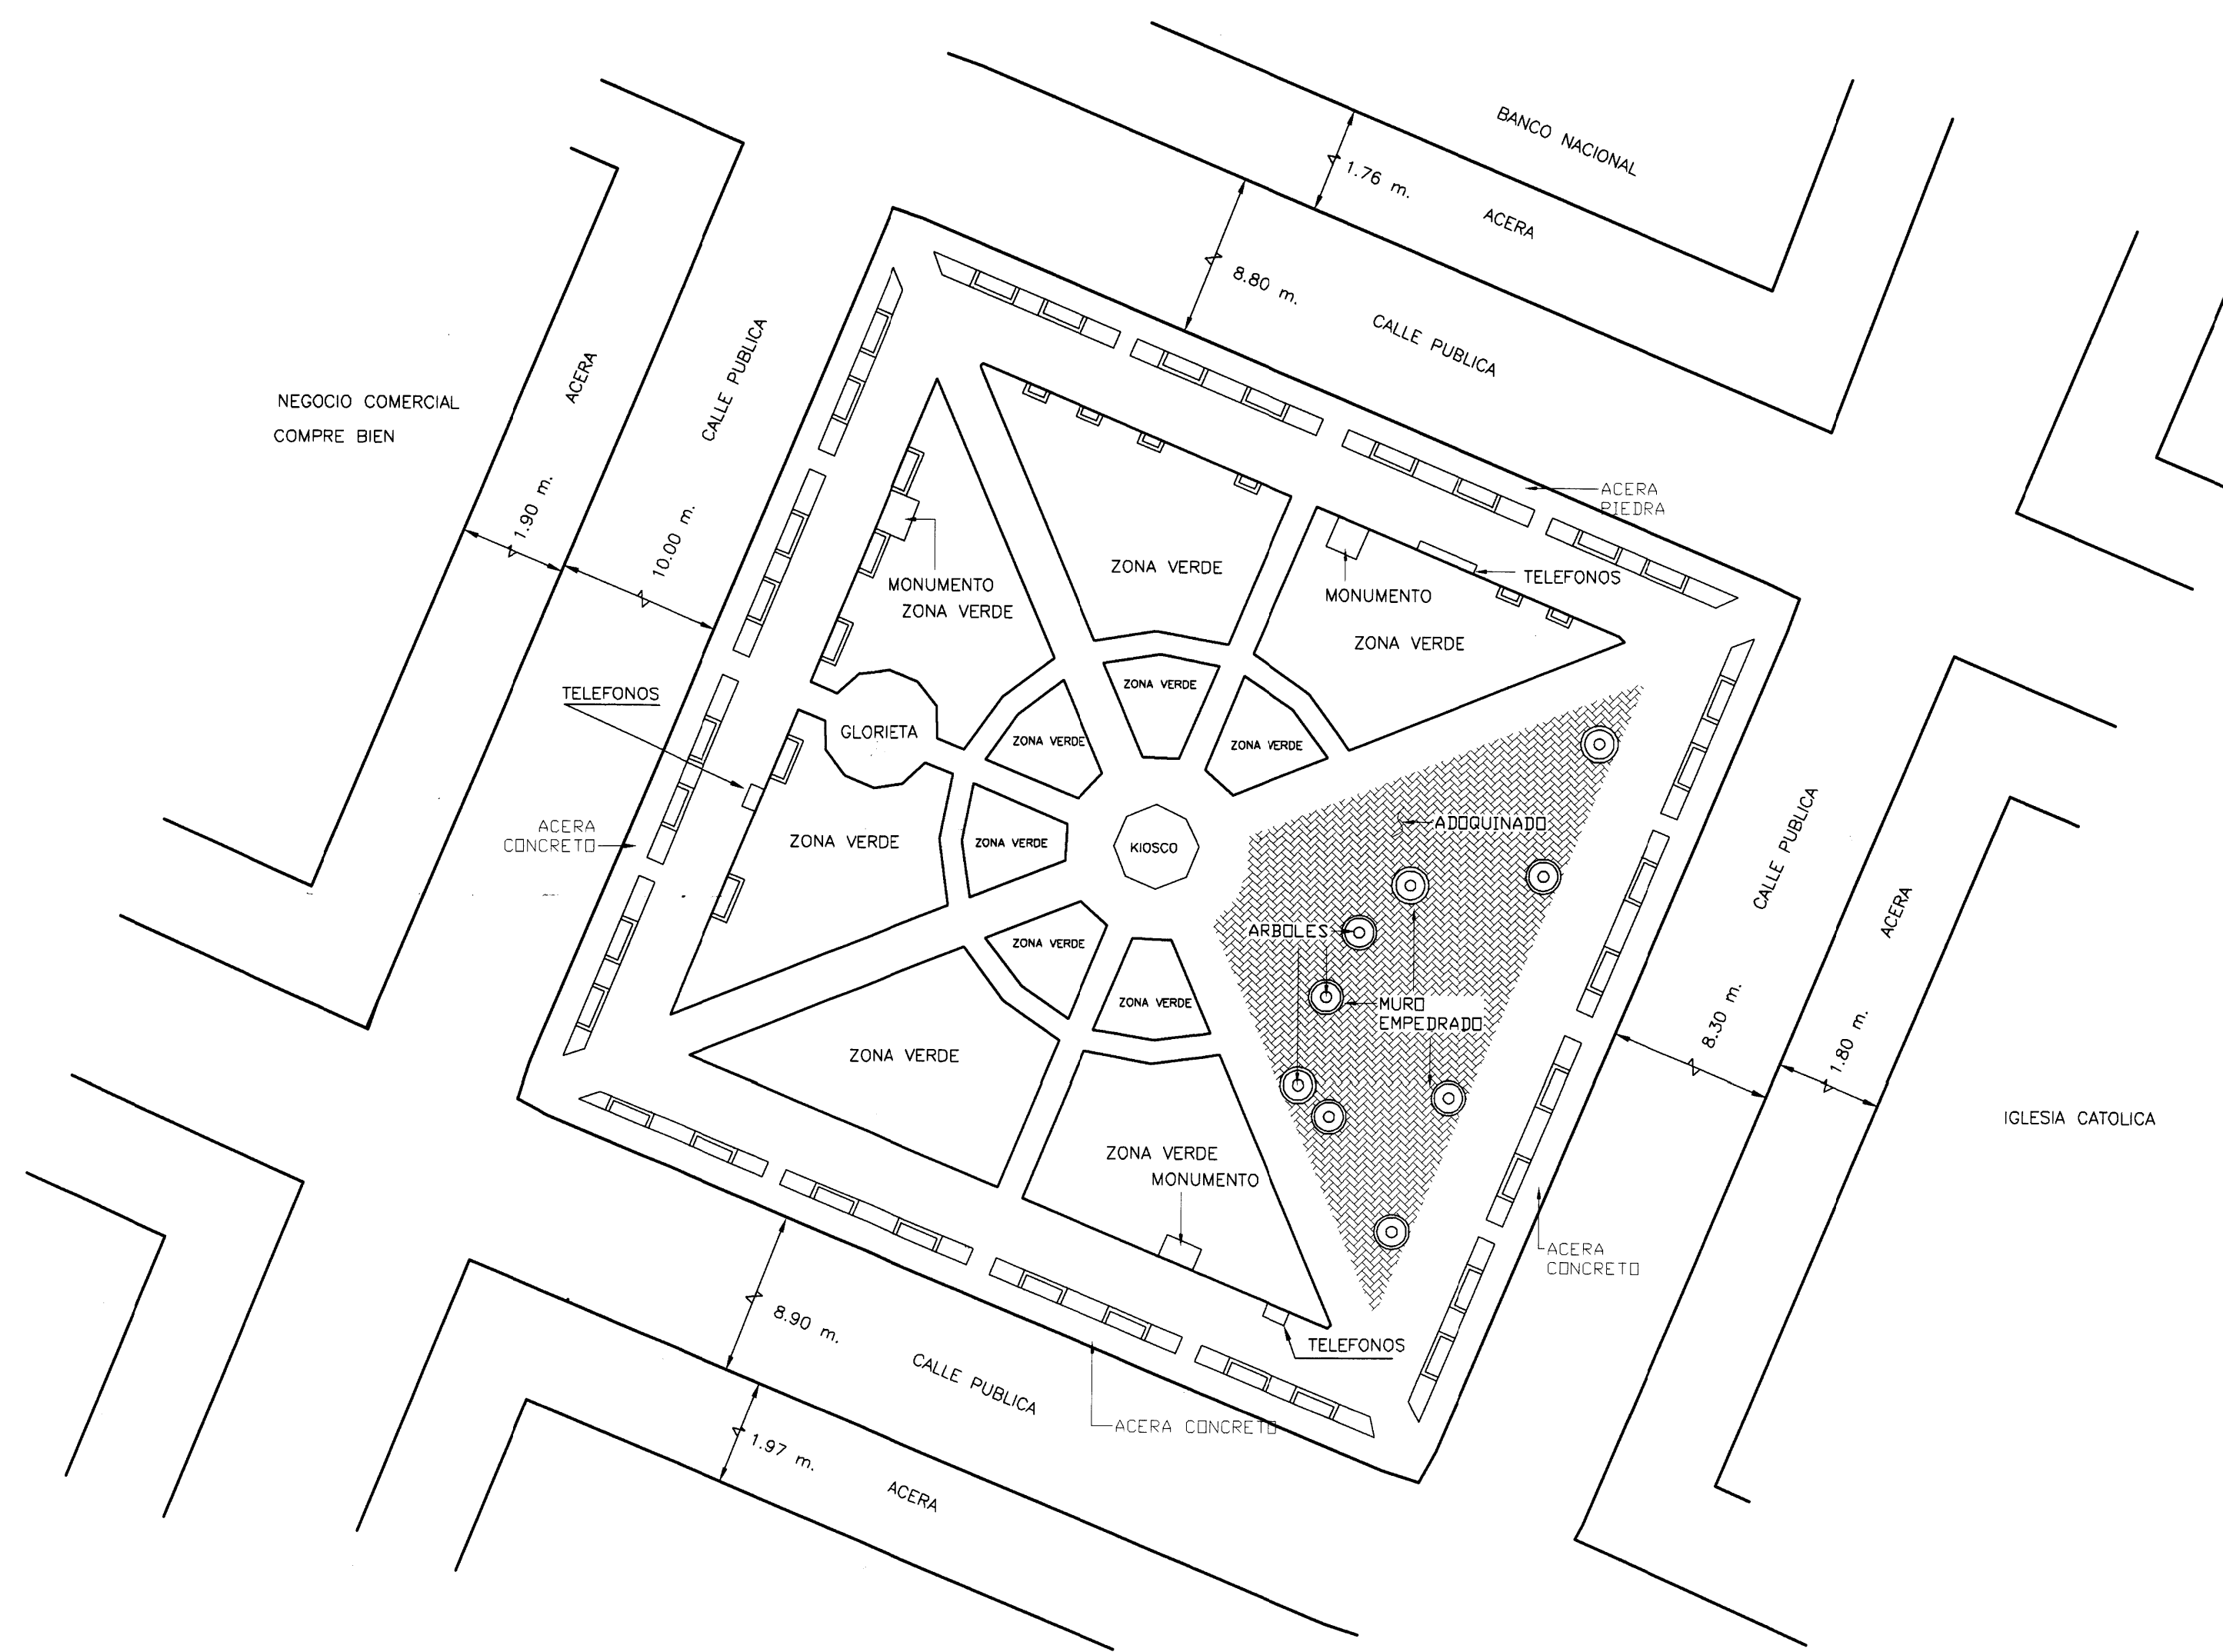 BANCO NACIONAL
1.76 m.
ACERA
8.80 m.
CALLE PUBLICA
CALLE PUBLICA
ACERA
NEGOCIO COMERCIAL
COMPRE BIEN
1.90 m.
10.00 m.
ACERA
PIEDRA
ZONA VERDE
TELEFONOS
MONUMENTO
ZONA VERDE
MONUMENTO
ZONA VERDE
ZONA VERDE
TELEFONOS
GLORIETA
ZONA VERDE
ZONA VERDE
ZONA VERDE
ACERA
CONCRETO
ZONA VERDE
ZONA VERDE
KIOSCO
ADOQUINADO
CALLE PUBLICA
ACERA
ARBOLES
ZONA VERDE
ZONA VERDE
MURO
EMPEDRADO
8.30 m.
1.80 m.
ZONA VERDE
IGLESIA CATOLICA
ZONA VERDE
MONUMENTO
ACERA
CONCRETO
8.90 m.
TELEFONOS
CALLE PUBLICA
ACERA CONCRETO
1.97 m.
ACERA